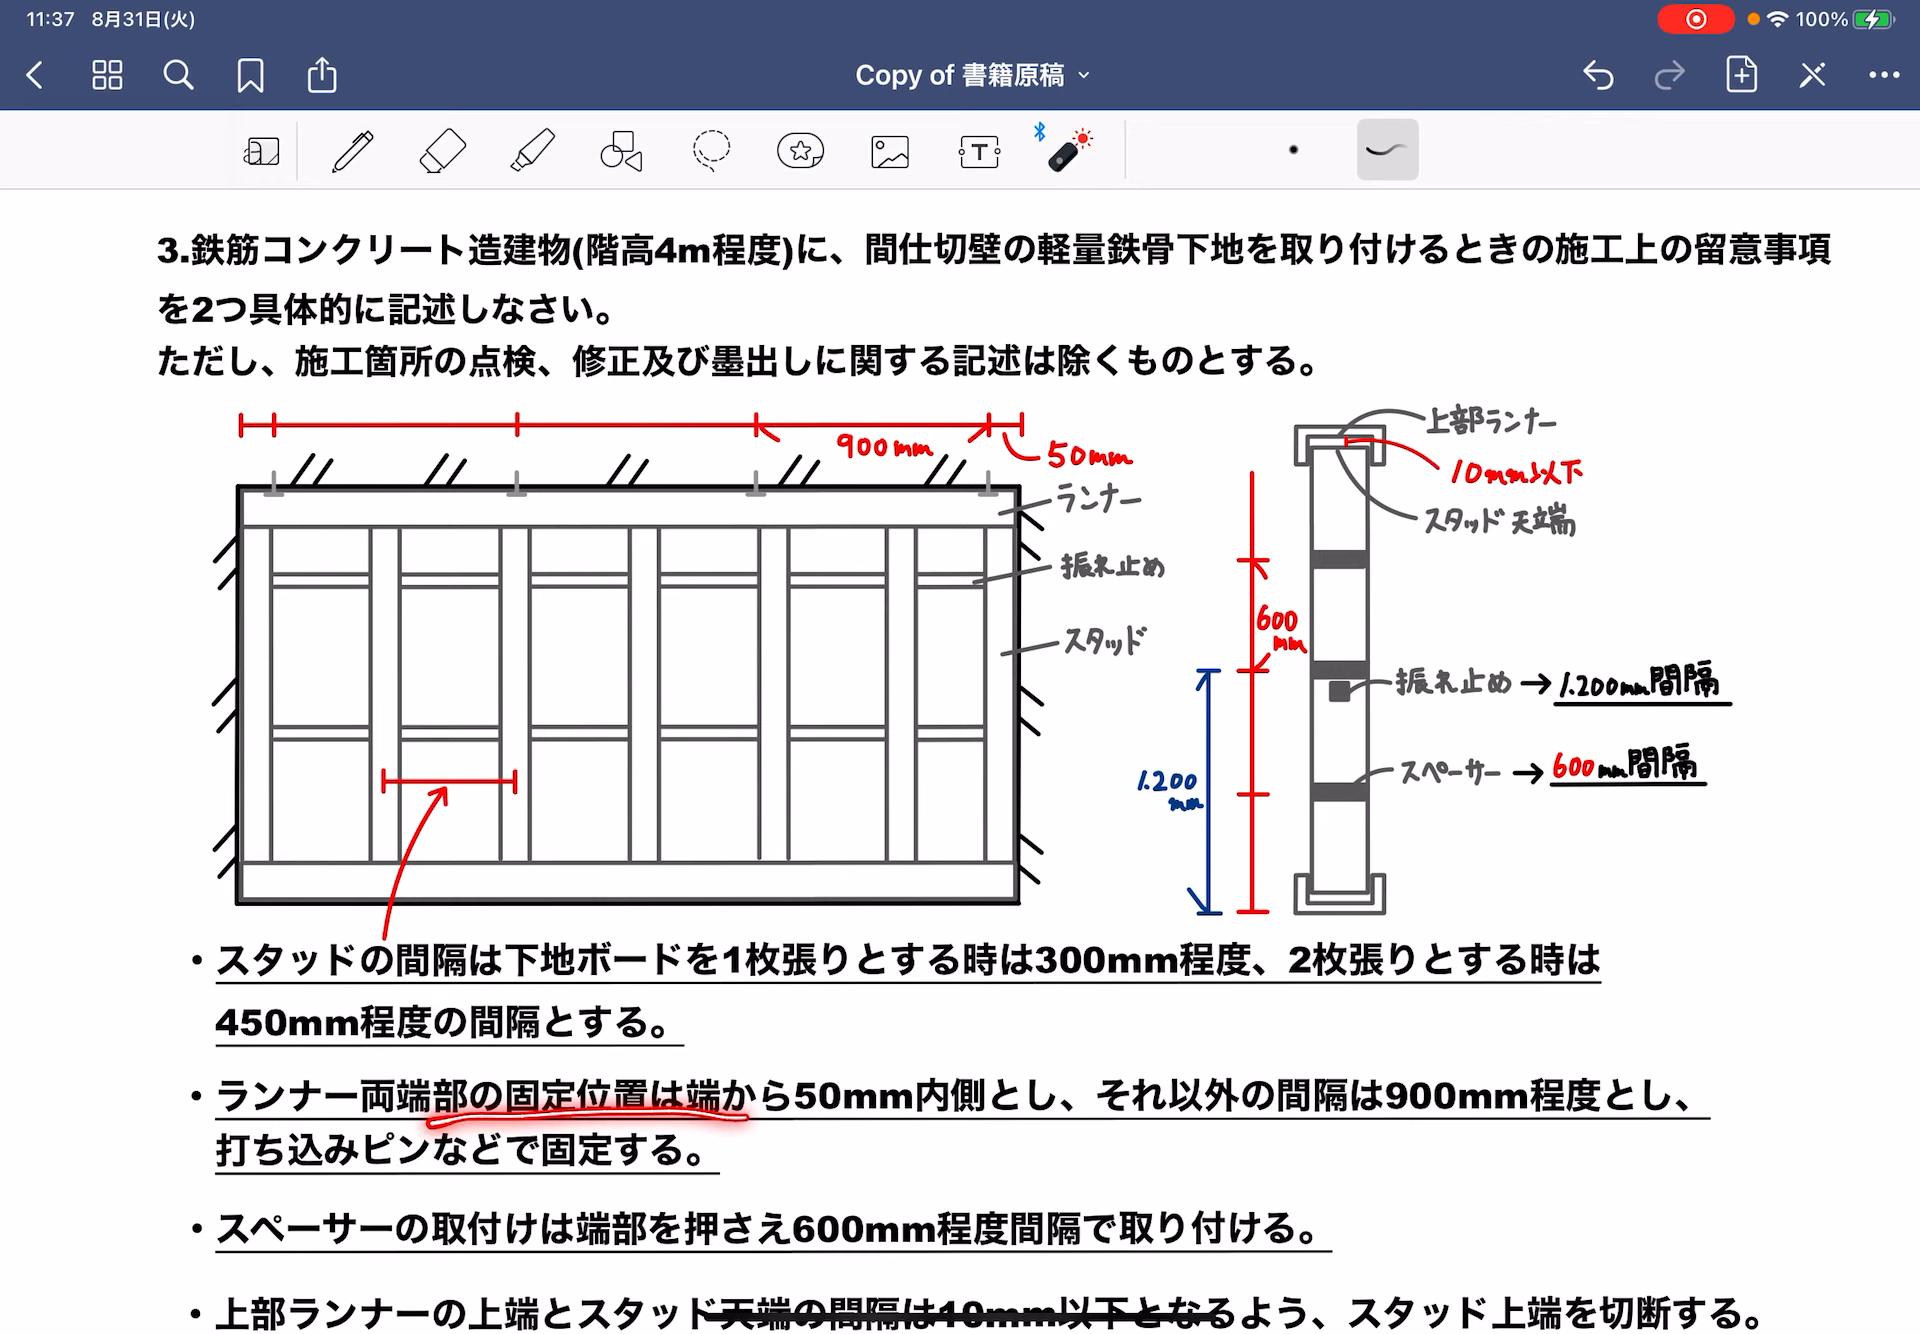 11:37 8月31日(火)
100%
Copy of 書籍原稿
3.鉄筋コンクリート造建物(階高4m程度)に、間仕切壁の軽量鉄骨下地を取り付けるときの施工上の留意事項
を2つ具体的に記述しなさい。
ただし、施工箇所の点検、修正及び墨出しに関する記述は除くものとする。
900mm
50mm
ランナー
振れ止め
スタッド
上部ランナー
10mm以下
スタッド天端
600mm
振れ止め→1.200mm間隔
1.200mm
スペーサー→600mm間隔
・スタッドの間隔は下地ボードを1枚張りとする時は300mm程度、2枚張りとする時は
450mm程度の間隔とする。
・ランナー両端部の固定位置は端から50mm内側とし、それ以外の間隔は900mm程度とし、
打ち込みピンなどで固定する。
・スペーサーの取付けは端部を押さえ600mm程度間隔で取り付ける。
・上部ランナーの上端とスタッド天端の間隔は10mm以下となるよう、スタッド上端を切断する。